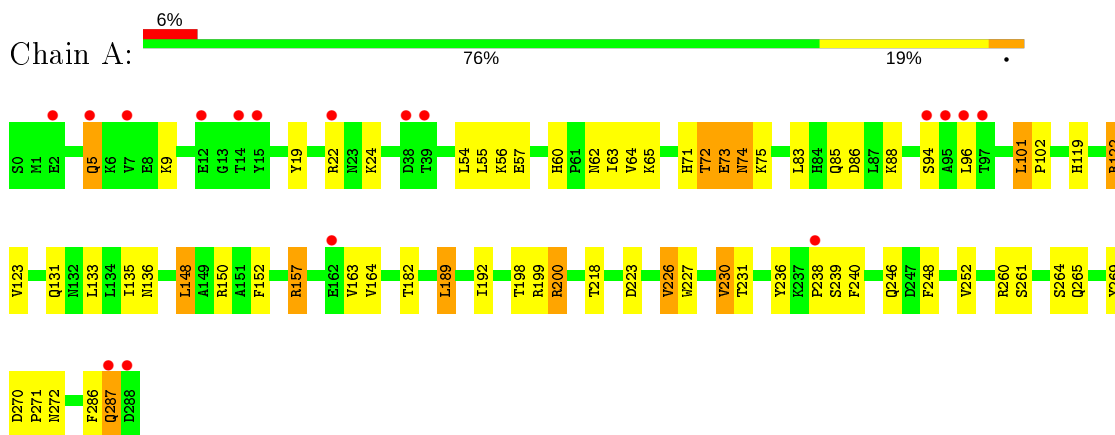 6%
Chain A:
76% 19% •
S0 M1 E2 Q5 K6 V7 E8 K9 E12 G13 T14 Y15 Y19 R22 N23 K24 D38 T39 L54 L55 K56 E57 H60 P61 N62 I63 V64 K65 H71 T72 E73 N74 K75 L83 H84 Q85 D86 L87 K88 S94 A95 L96 T97 L101 P102 H119 R122
V123 Q131 N132 L133 L134 I135 N136 L148 A149 R150 A151 F152 R157 E162 V163 V164 T182 L189 I192 T198 R199 R200 T218 D223 V226 W227 V230 T231 Y236 K237 P238 S239 F240 Q246 D247 F248 V252 R260 S261 S264 Q265 Y269
D270 P271 N272 F286 Q287 D288